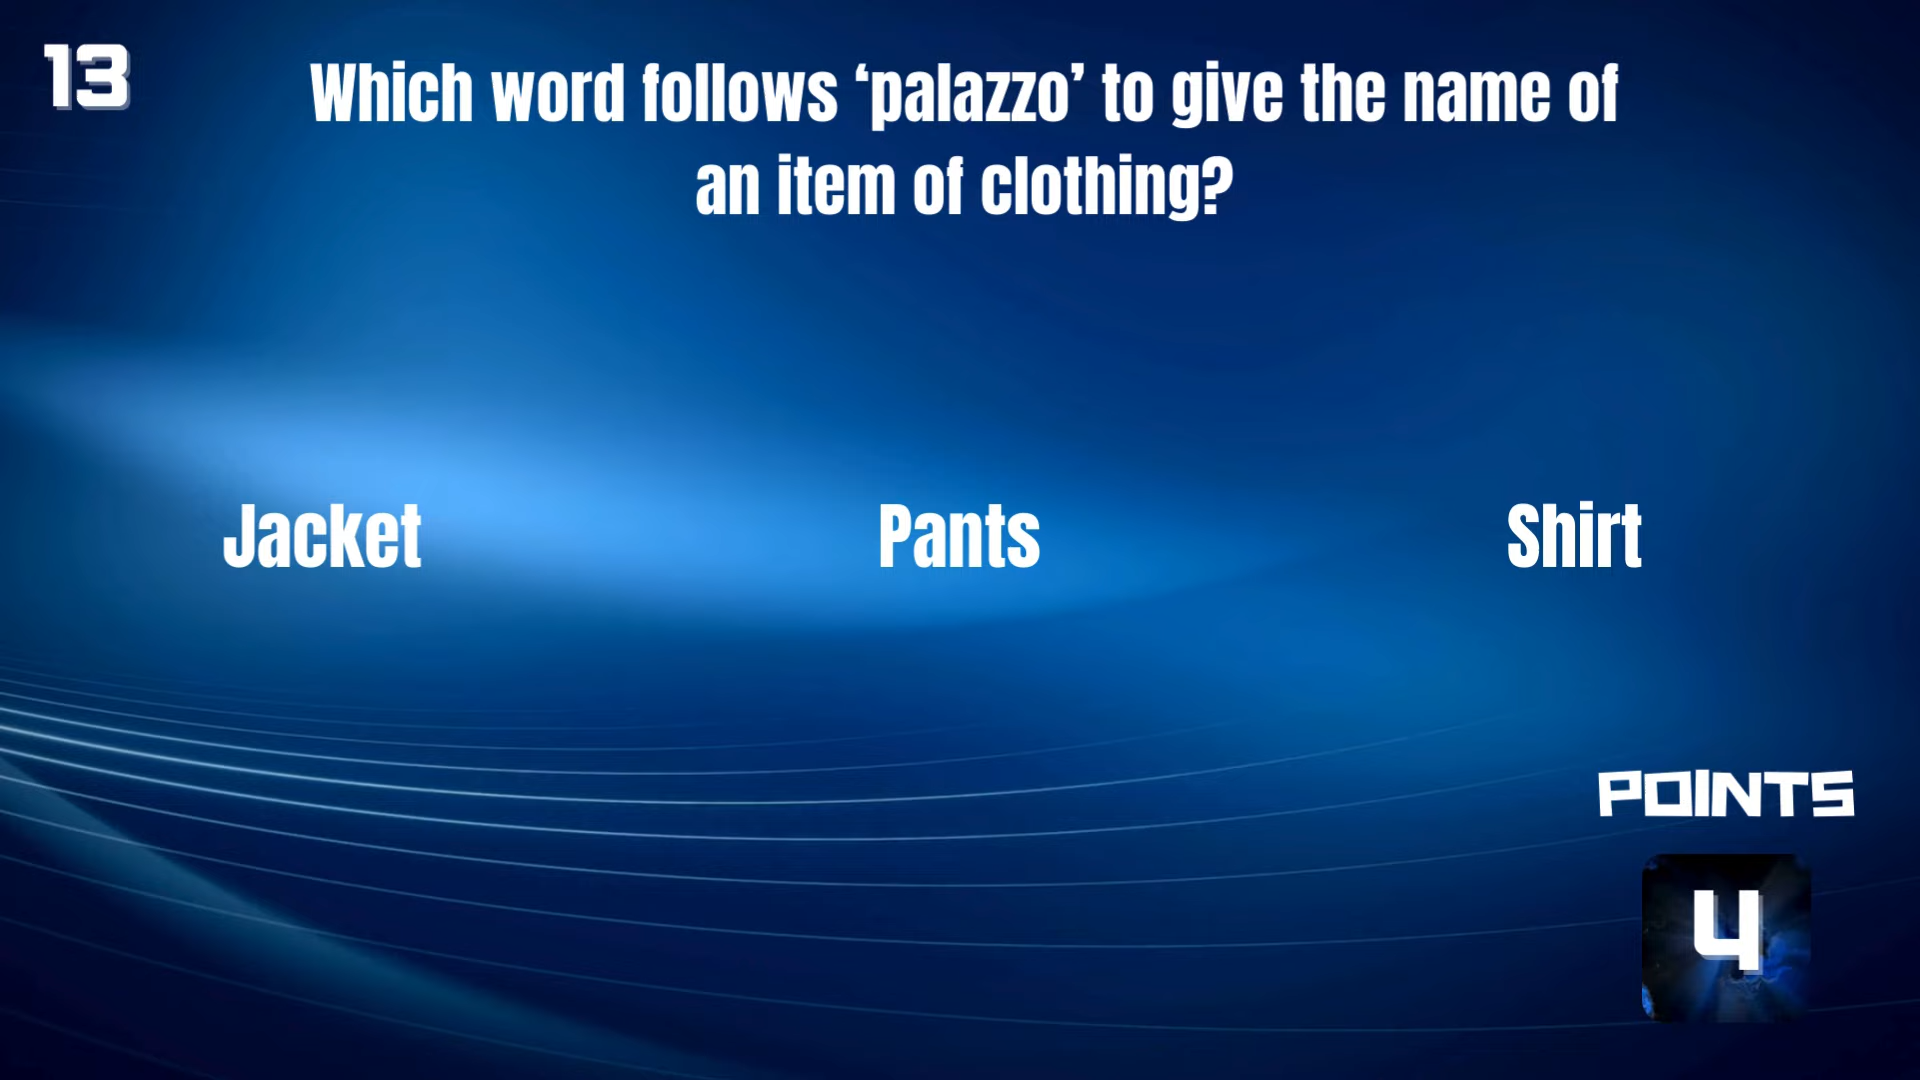 13
Which word follows ‘palazzo’ to give the name of
an item of clothing?
Jacket
Pants
Shirt
POINTS
4